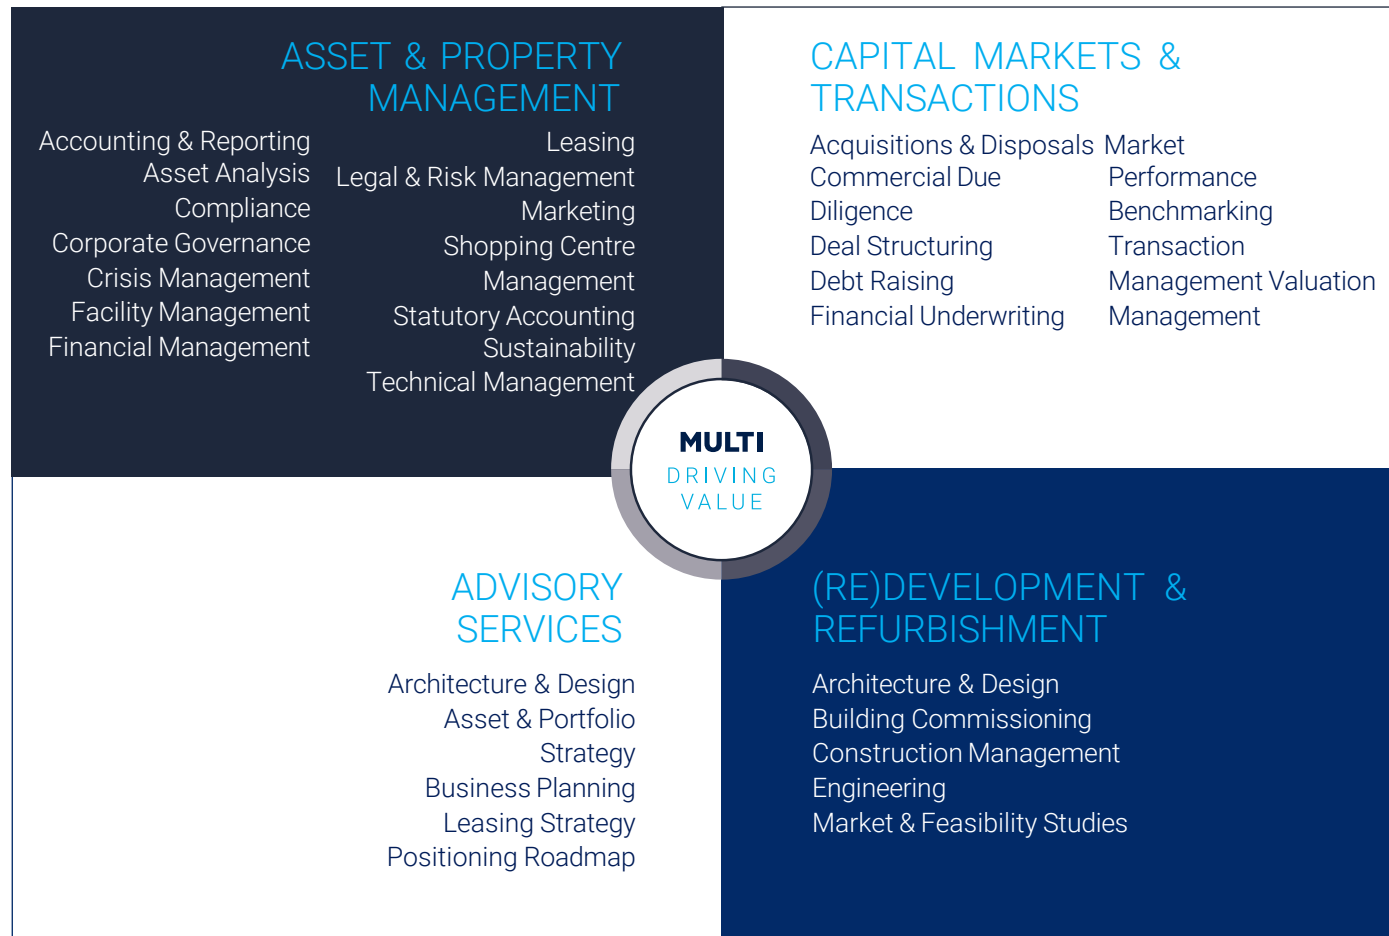 ASSET & PROPERTY
MANAGEMENT
Accounting & Reporting
Asset Analysis
Compliance
Corporate Governance
Crisis Management
Facility Management
Financial Management
Leasing
Legal & Risk Management
Marketing
Shopping Centre
Management
Statutory Accounting
Sustainability
Technical Management
CAPITAL MARKETS &
TRANSACTIONS
Acquisitions & Disposals
Commercial Due
Diligence
Deal Structuring
Debt Raising
Financial Underwriting
Market
Performance
Benchmarking
Transaction
Management Valuation
Management
MULTI
DRIVING
VALUE
ADVISORY
SERVICES
Architecture & Design
Asset & Portfolio
Strategy
Business Planning
Leasing Strategy
Positioning Roadmap
(RE)DEVELOPMENT &
REFURBISHMENT
Architecture & Design
Building Commissioning
Construction Management
Engineering
Market & Feasibility Studies